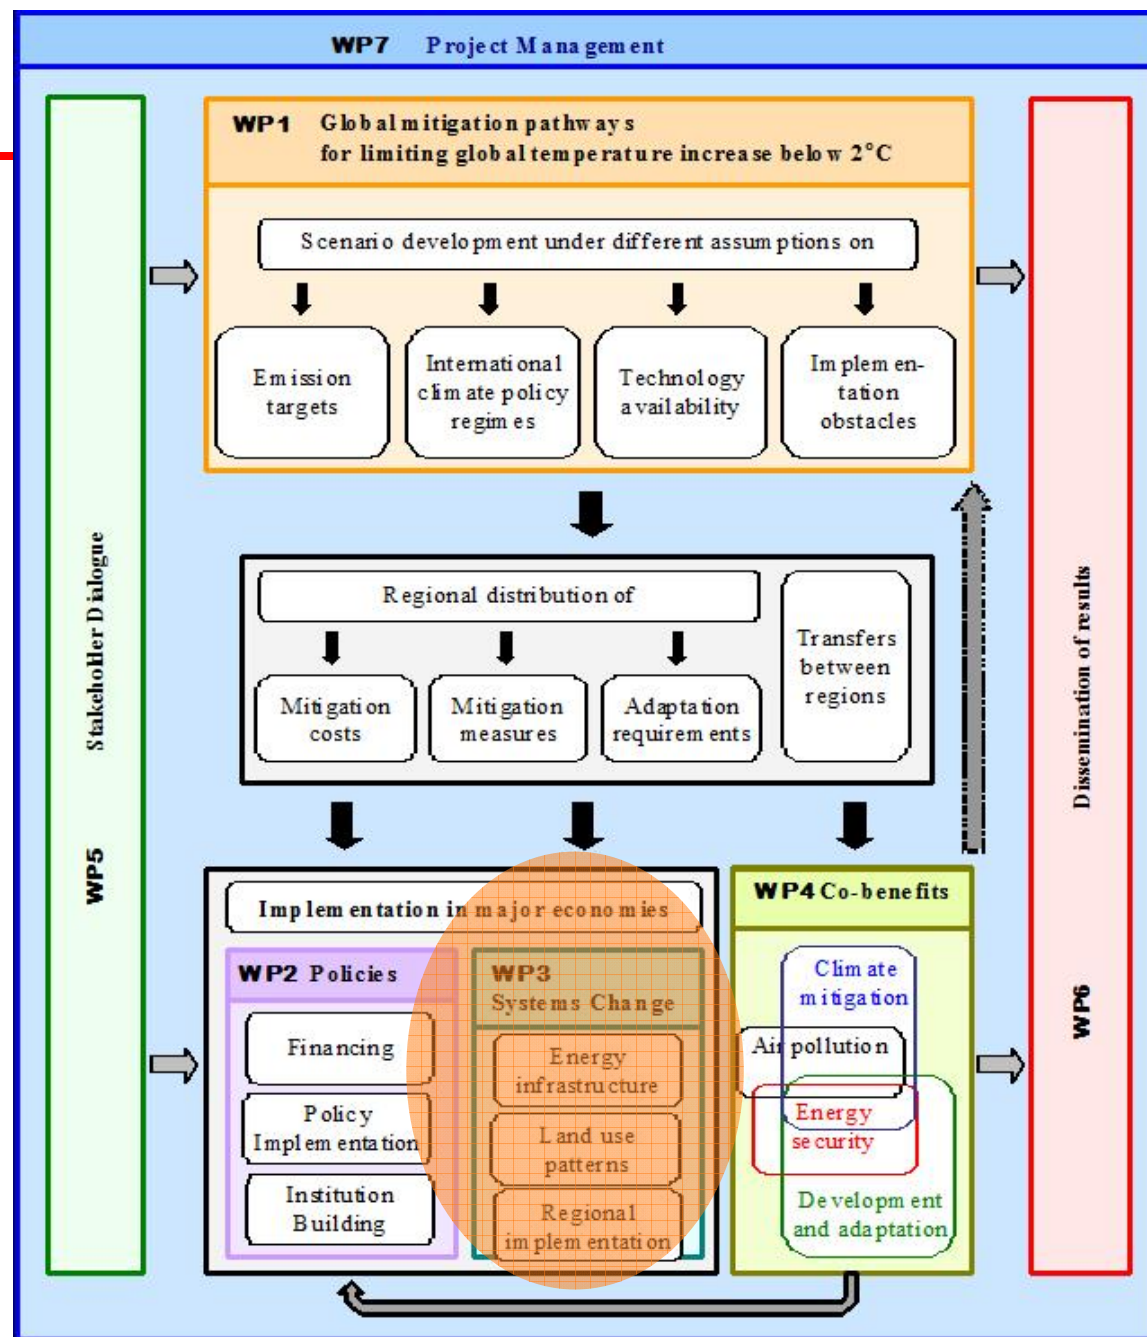 WP7 Project Management
WP1 Global mitigation pathways
for limiting global temperature increase below 2°C
Scenario development under different assumptions on
Emission
targets
International
climate policy
regimes
Technology
availability
Implemen-
tation
obstacles
Regional distribution of
Mitigation
costs
Mitigation
measures
Adaptation
requirements
Transfers
between
regions
WP5 Stakeholder Dialogue
WP6 Dissemination of results
Implementation in major economies
WP2 Policies
Financing
Policy
Implementation
Institution
Building
WP3
Systems Change
Energy
infrastructure
Land use
patterns
Regional
implementation
WP4 Co-benefits
Climate
mitigation
Air pollution
Energy
security
Development
and adaptation